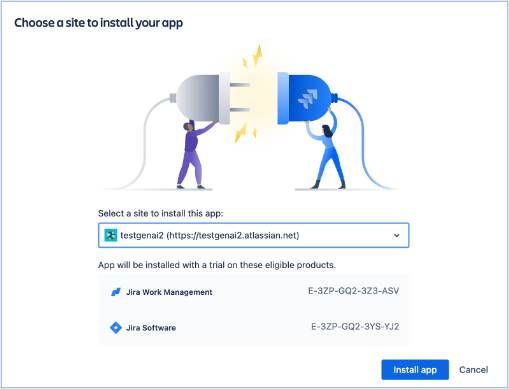 Choose a site to install your app
Select a site to install this app:
testgenai2 (https://testgenai2.atlassian.net)
App will be installed with a trial on these eligible products.
Jira Work Management E-3ZP-GQ2-3Z3-ASV
Jira Software E-3ZP-GQ2-3YS-YJ2
Install app Cancel